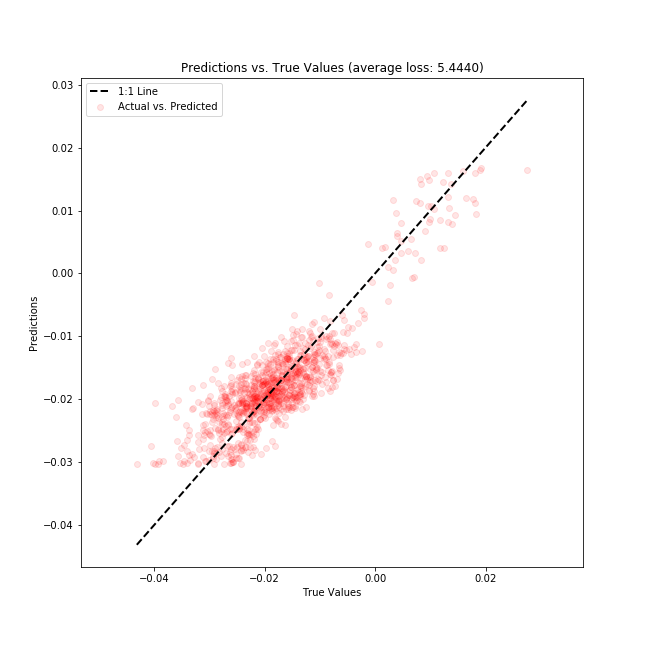 Predictions vs. True Values (average loss: 5.4440)
1:1 Line
Actual vs. Predicted
0.03
0.02
0.01
0.00
−0.01
−0.02
−0.03
−0.04
Predictions
−0.04
−0.02
0.00
0.02
True Values